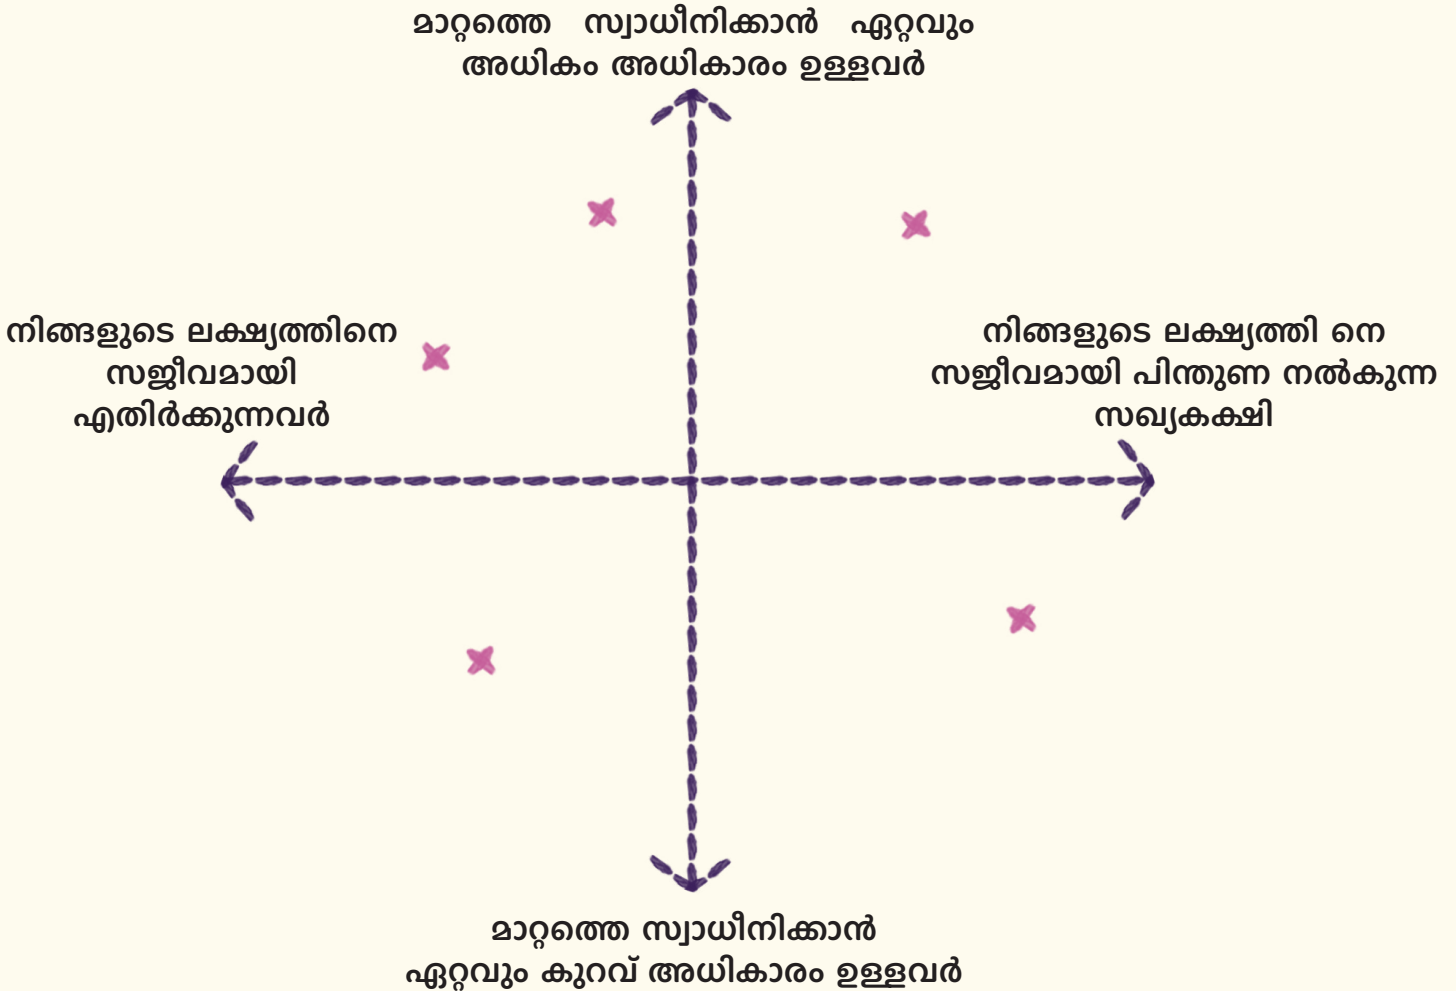 മാറ്റത്തെ സ്വാധീനിക്കാൻ ഏറ്റവും
അധികം അധികാരം ഉള്ളവർ
നിങ്ങളുടെ ലക്ഷ്യത്തിനെ
സജീവമായി
എതിർക്കുന്നവർ
നിങ്ങളുടെ ലക്ഷ്യത്തി നെ
സജീവമായി പിന്തുണ നൽകുന്ന
സഖ്യകക്ഷി
മാറ്റത്തെ സ്വാധീനിക്കാൻ
ഏറ്റവും കുറവ് അധികാരം ഉള്ളവർ